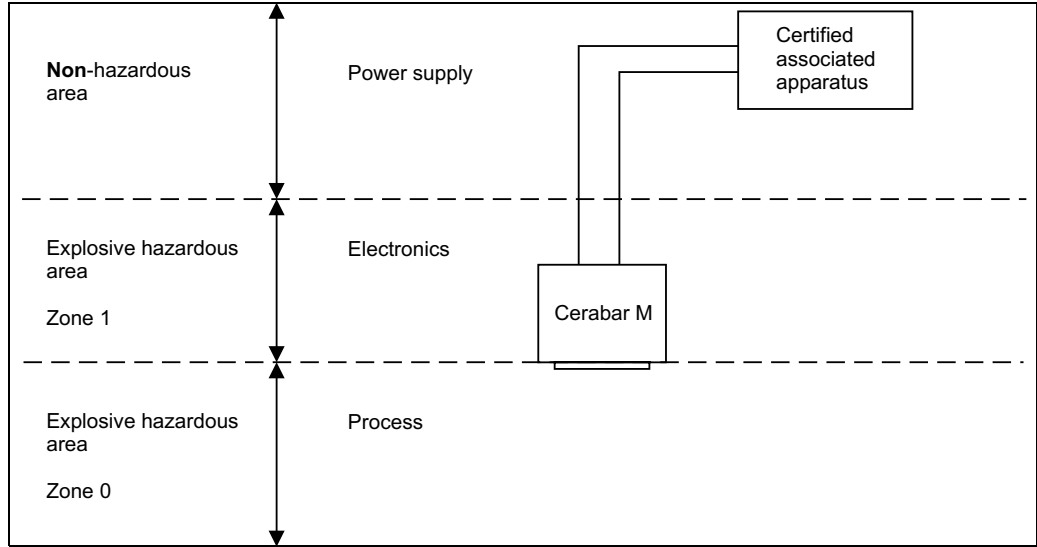 Non-hazardous
area
Power supply
Certified
associated
apparatus
Explosive hazardous
area
Zone 1
Electronics
Cerabar M
Explosive hazardous
area
Zone 0
Process